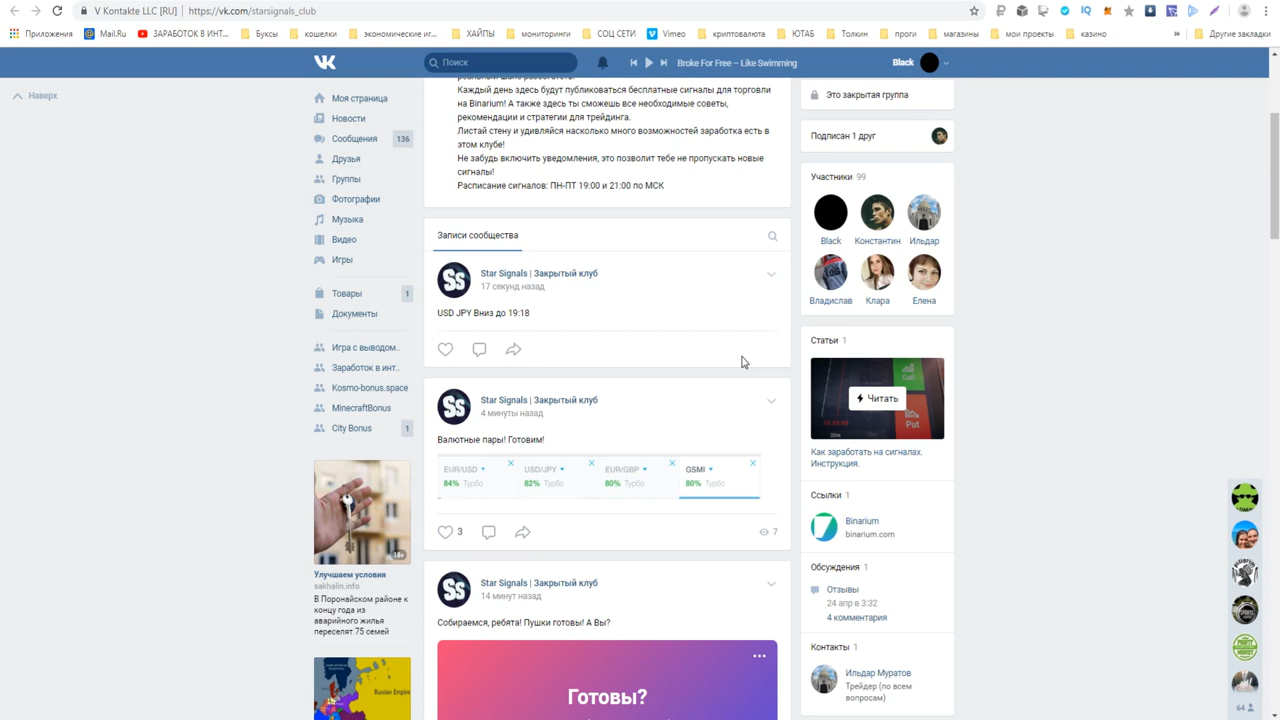 V Kontakte LLC [RU] | https://vk.com/starsignals_club
Приложения
Mail.Ru
ЗАРАБОТОК В ИНТ...
Буксы
кошелки
экономические иг...
ХАЙПЫ
мониторинги
СОЦ СЕТИ
Vimeo
криптовалюта
ЮТАБ
Толкин
проги
магазины
мои проекты
казино
»
Другие закладки
Поиск
Broke For Free – Like Swimming
Black
Наверх
Моя страница
Новости
Сообщения 136
Друзья
Группы
Фотографии
Музыка
Видео
Игры
Товары 1
Документы
Игра с выводом..
Заработок в инт..
Kosmo-bonus.space
MinecraftBonus
City Bonus 1
18+
Улучшаем условия
sakhalin.info
В Поронайском районе к
концу года из
аварийного жилья
переселят 75 семей
Russian Empire
Каждый день здесь будут публиковаться бесплатные сигналы для торговли
на Binarium! А также здесь ты сможешь все необходимые советы,
рекомендации и стратегии для трейдинга.
Листай стену и удивляйся насколько много возможностей заработка есть в
этом клубе!
Не забудь включить уведомления, это позволит тебе не пропускать новые
сигналы!
Расписание сигналов: ПН-ПТ 19:00 и 21:00 по МСК
Записи сообщества
Ss
Star Signals | Закрытый клуб
17 секунд назад
USD JPY Вниз до 19:18
Ss
Star Signals | Закрытый клуб
4 минуты назад
Валютные пары! Готовим!
EUR/USD USD/JPY EUR/GBP GSMI
84% Турбо 82% Турбо 80% Турбо 80% Турбо
3
7
Ss
Star Signals | Закрытый клуб
14 минут назад
Собираемся, ребята! Пушки готовы! А Вы?
Готовы?
Это закрытая группа
Подписан 1 друг
Участники 99
Black Константин Ильдар
Владислав Клара Елена
Статьи 1
Call
Put
Читать
Как заработать на сигналах.
Инструкция.
Ссылки 1
Binarium
binarium.com
Обсуждения 1
Отзывы
24 апр в 3:32
4 комментария
Контакты 1
Ильдар Муратов
Трейдер (по всем
вопросам)
64